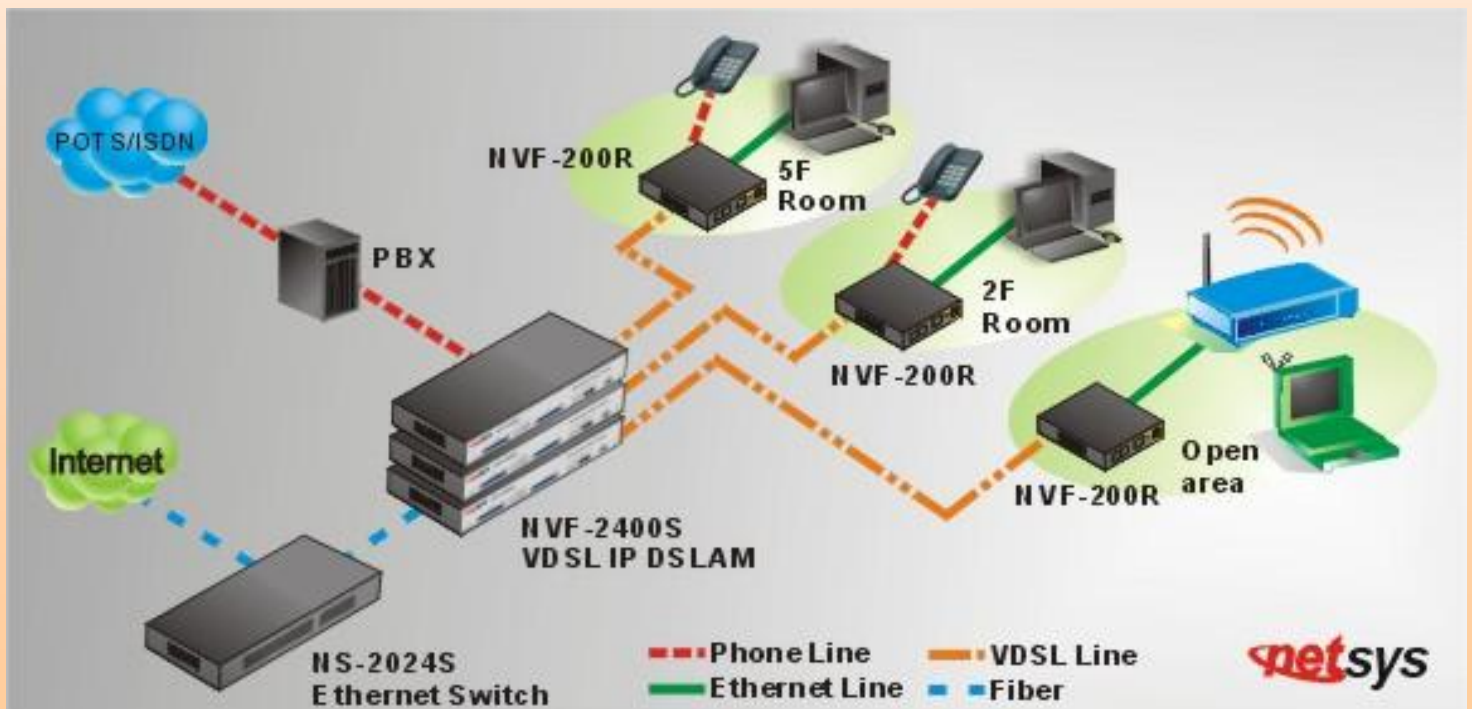 POTS/ISDN
PBX
Internet
NVF-200R
5F
Room
2F
Room
NVF-200R
Open
area
NVF-200R
NVF-2400S
VDSL IP DSLAM
NS-2024S
Ethernet Switch
Phone Line
VDSL Line
Ethernet Line
Fiber
netsys